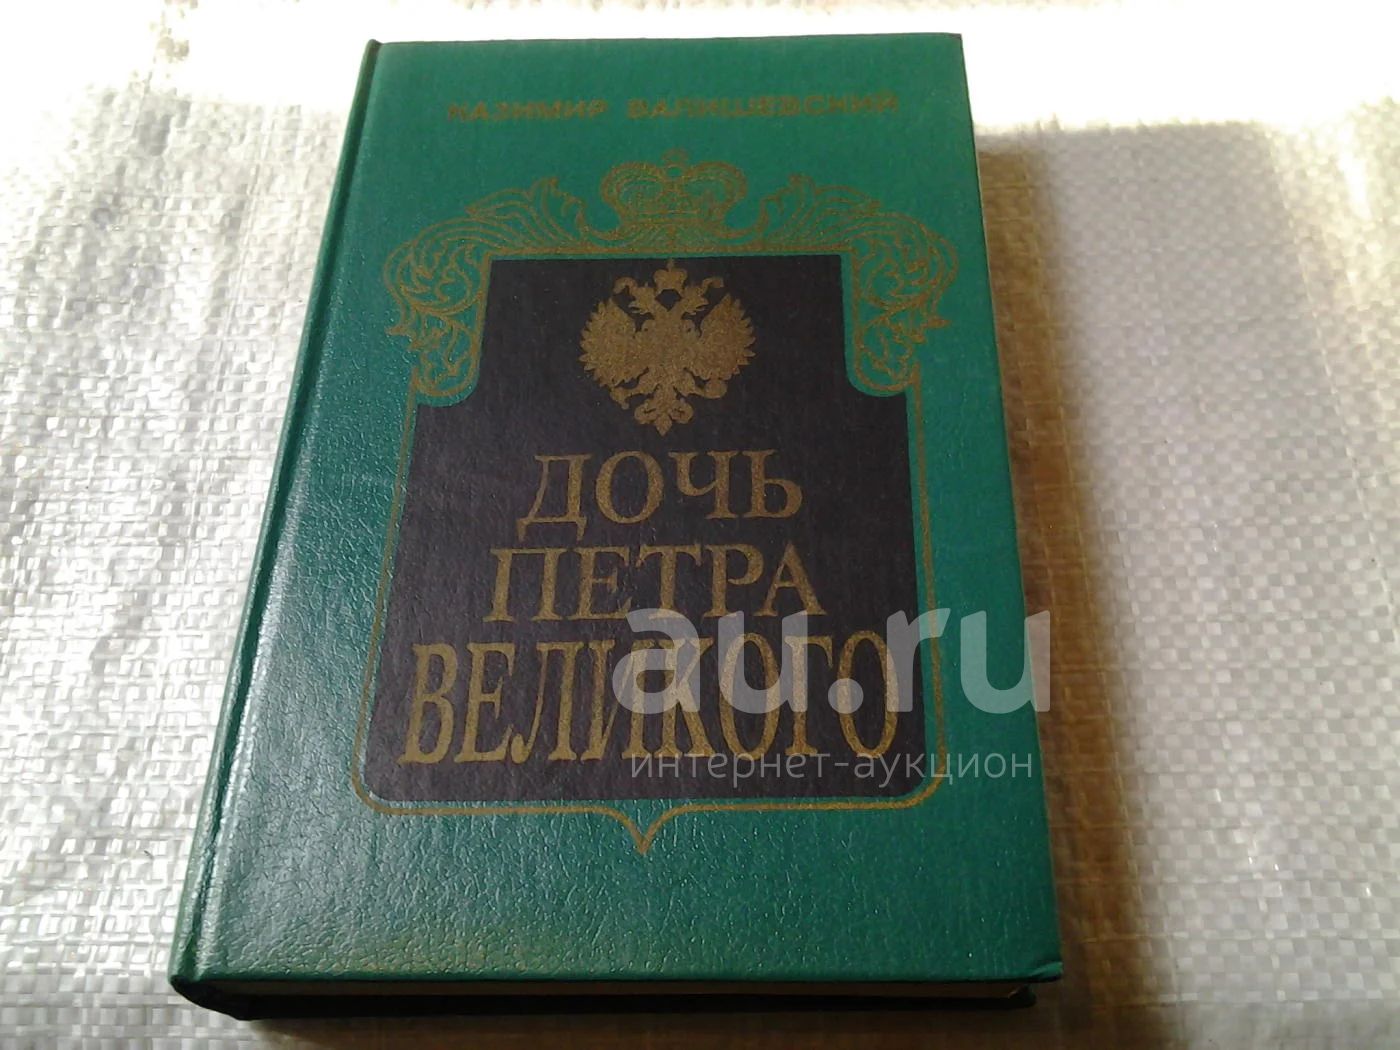 КАЗИМИР ВАЛИШЕВСКИЙ
ДОЧЬ
ПЕТРА
ВЕЛИКОГО
au.ru
интернет-аукцион